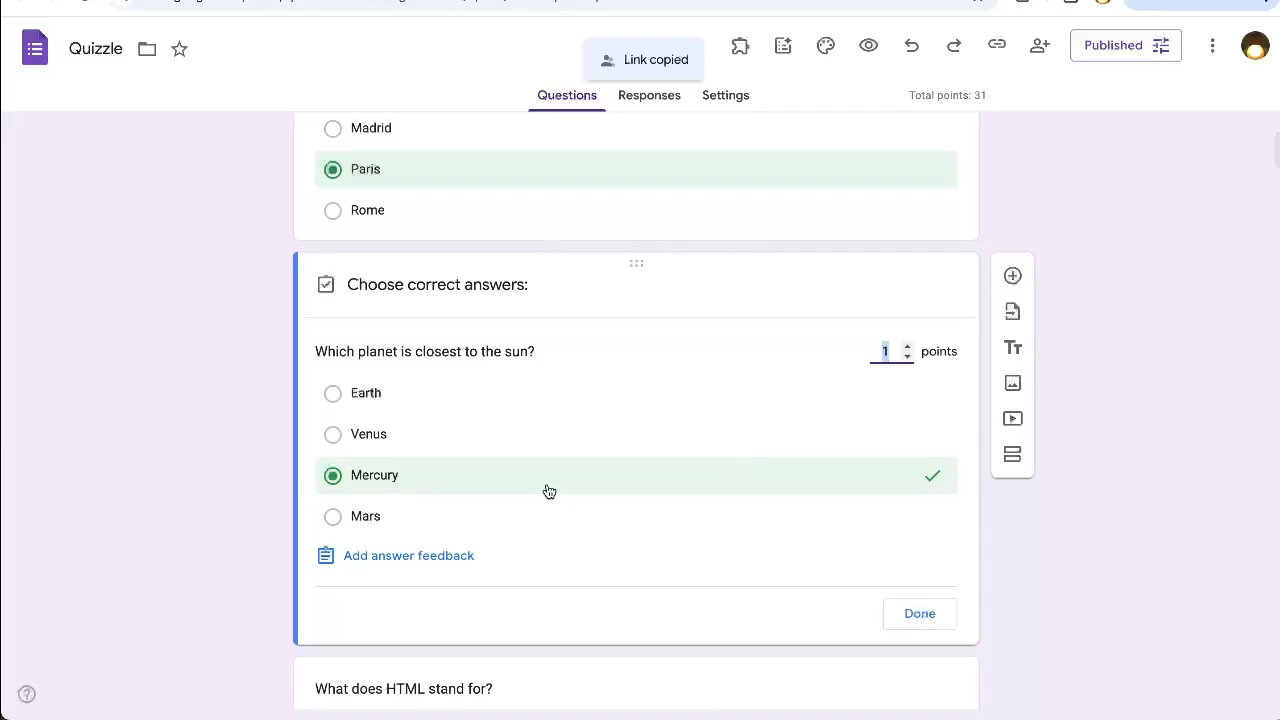 Quizzle
Link copied
Published
Questions
Responses
Settings
Total points: 31
Madrid
Paris
Rome
Choose correct answers:
Which planet is closest to the sun?
1 points
Earth
Venus
Mercury
Mars
Add answer feedback
Done
What does HTML stand for?
Tt